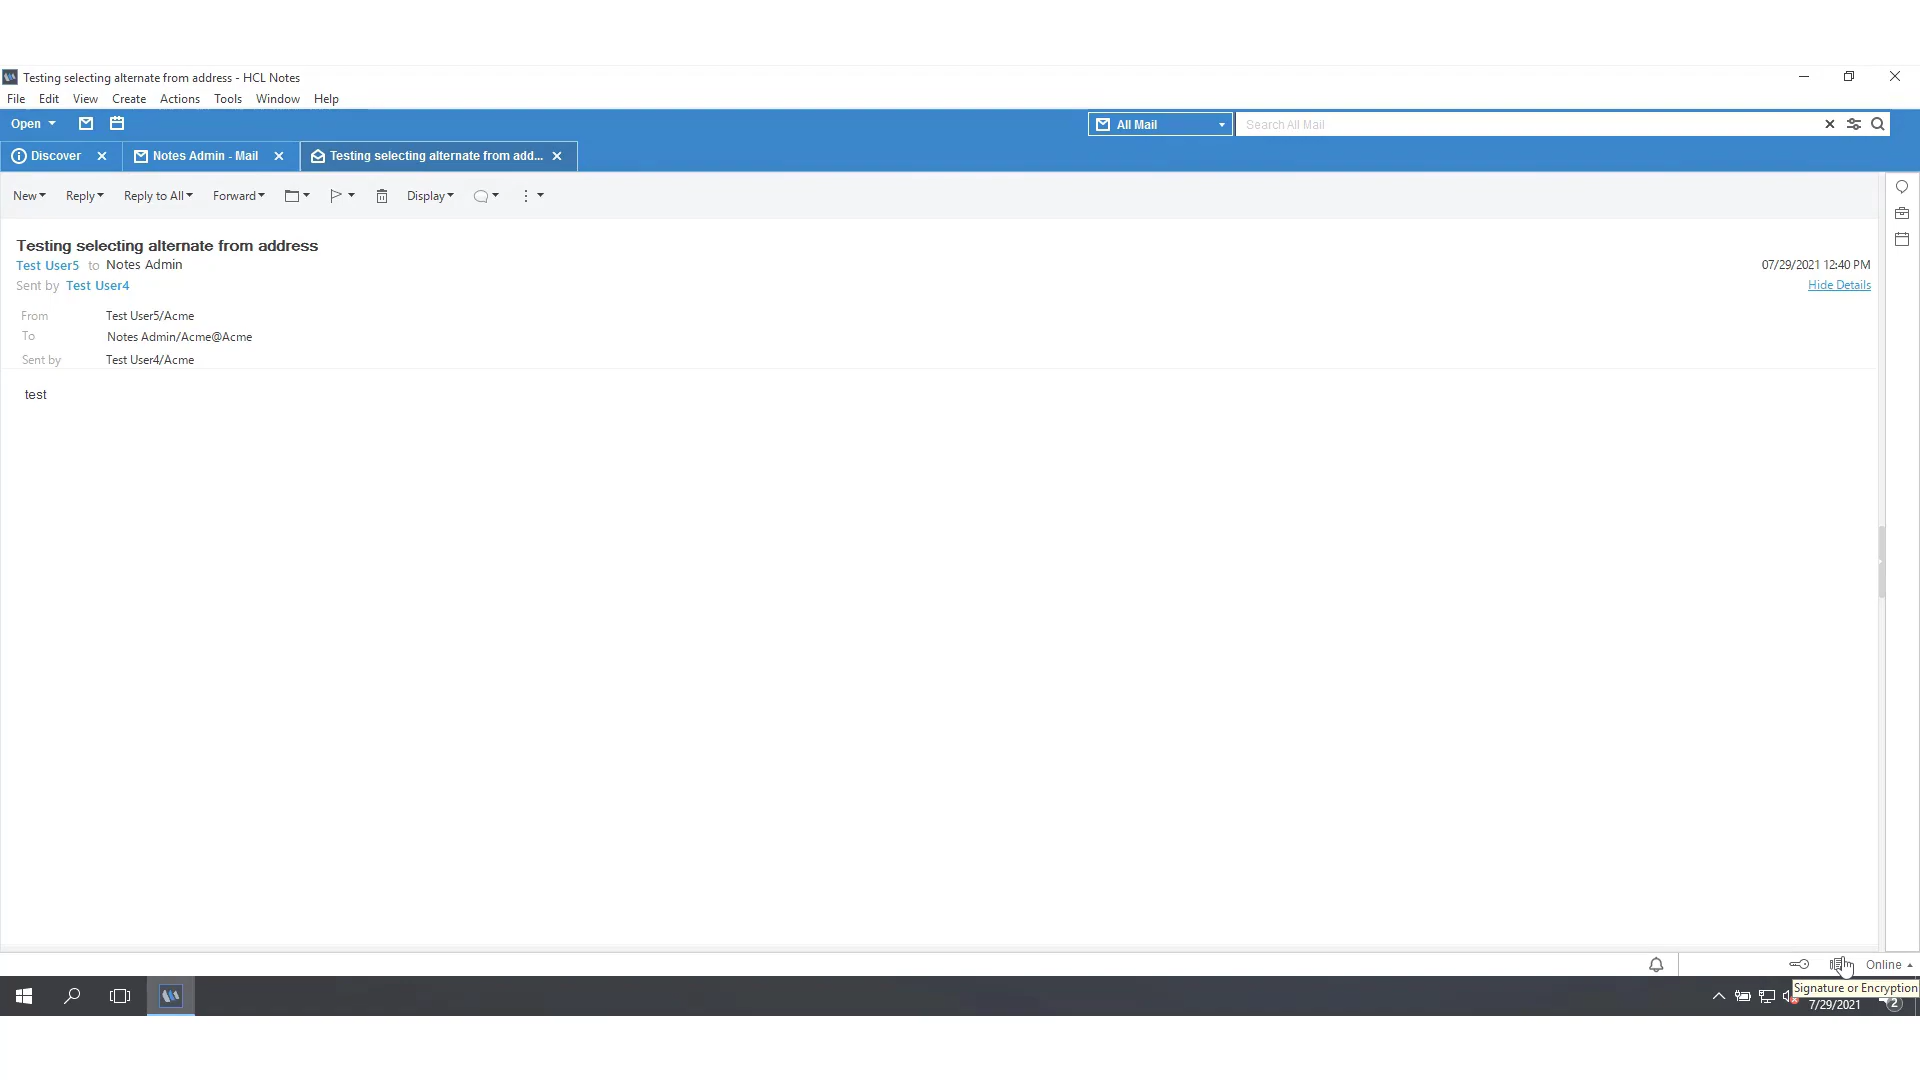 Testing selecting alternate from address - HCL Notes
File Edit View Create Actions Tools Window Help
Open All Mail Search All Mail
Discover Notes Admin - Mail Testing selecting alternate from add...
New Reply Reply to All Forward Display
Testing selecting alternate from address
Test User5 to Notes Admin 07/29/2021 12:40 PM
Sent by Test User4 Hide Details
From Test User5/Acme
To Notes Admin/Acme@Acme
Sent by Test User4/Acme
test
Online
Signature or Encryption
7/29/2021 2